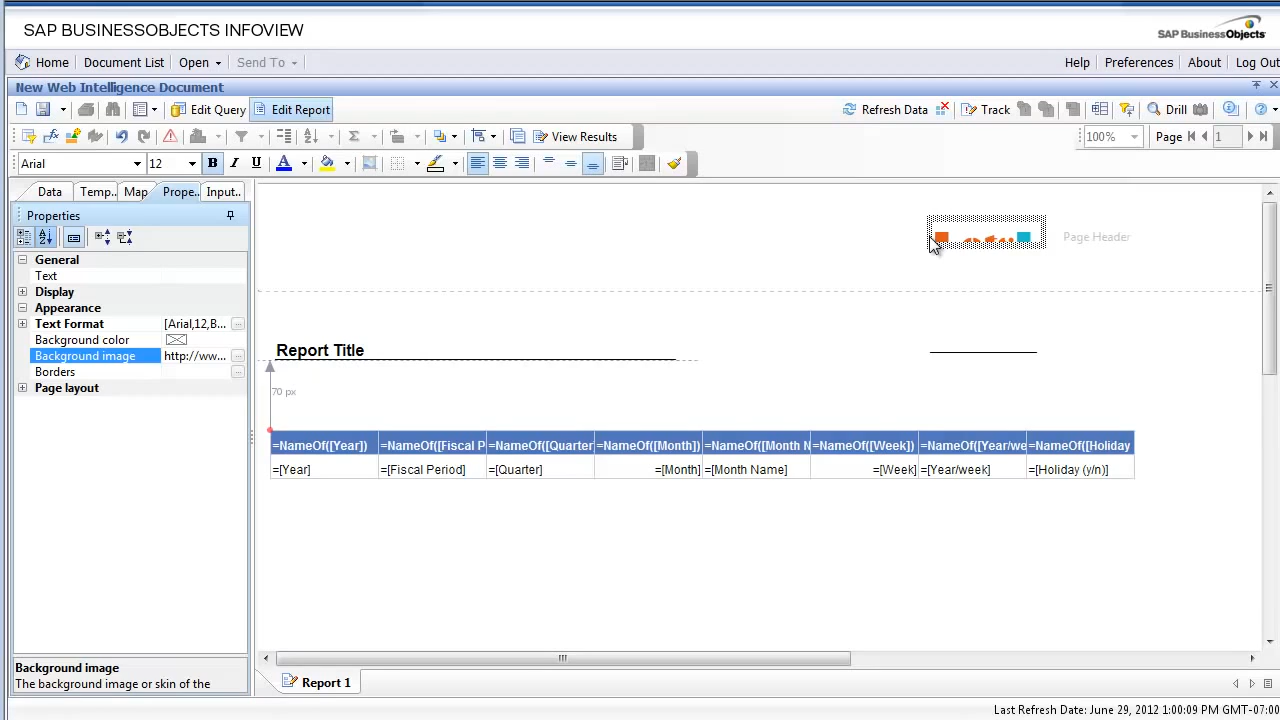 SAP BUSINESSOBJECTS INFOVIEW
SAP BusinessObjects
Home Document List Open Send To Help Preferences About Log Out
New Web Intelligence Document
Edit Query Edit Report Refresh Data Track Drill
View Results 100% Page 1
Arial 12 B I U A
Data Temp.. Map Prope.. Input..
Properties
General
Text
Display
Appearance
Text Format [Arial,12,B...
Background color
Background image http://ww...
Borders
Page layout
Background image
The background image or skin of the
Page Header
Report Title
70 px
=NameOf([Year]) =NameOf([Fiscal P =NameOf([Quarter =NameOf([Month]) =NameOf([Month N =NameOf([Week]) =NameOf([Year/we =NameOf([Holiday
=[Year] =[Fiscal Period] =[Quarter] =[Month] =[Month Name] =[Week] =[Year/week] =[Holiday (y/n)]
Report 1
Last Refresh Date: June 29, 2012 1:00:09 PM GMT-07:00